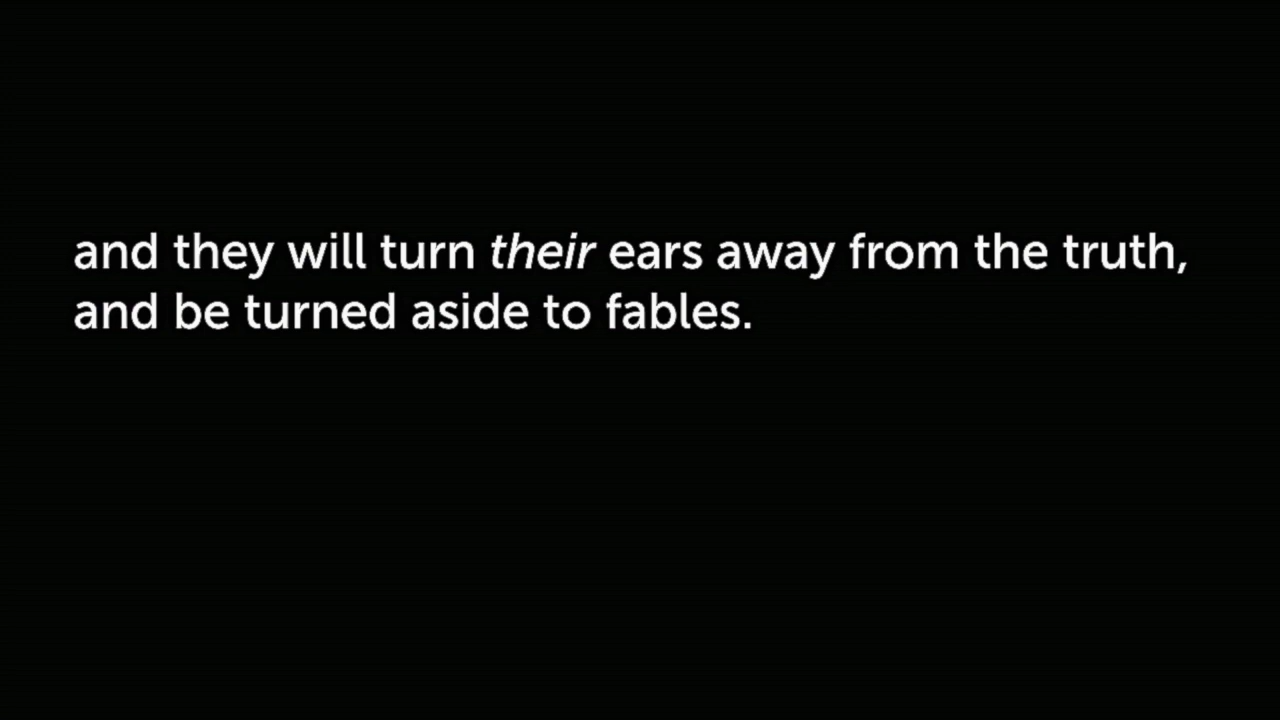 and they will turn their ears away from the truth,
and be turned aside to fables.